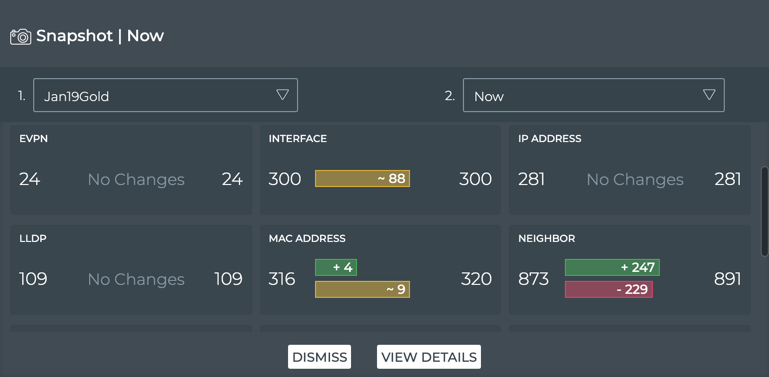 Snapshot | Now
1. Jan19Gold 2. Now
EVPN INTERFACE IP ADDRESS
24 No Changes 24 300 ~ 88 300 281 No Changes 281
LLDP MAC ADDRESS NEIGHBOR
109 No Changes 109 316 + 4 ~ 9 320 873 + 247 - 229 891
DISMISS VIEW DETAILS